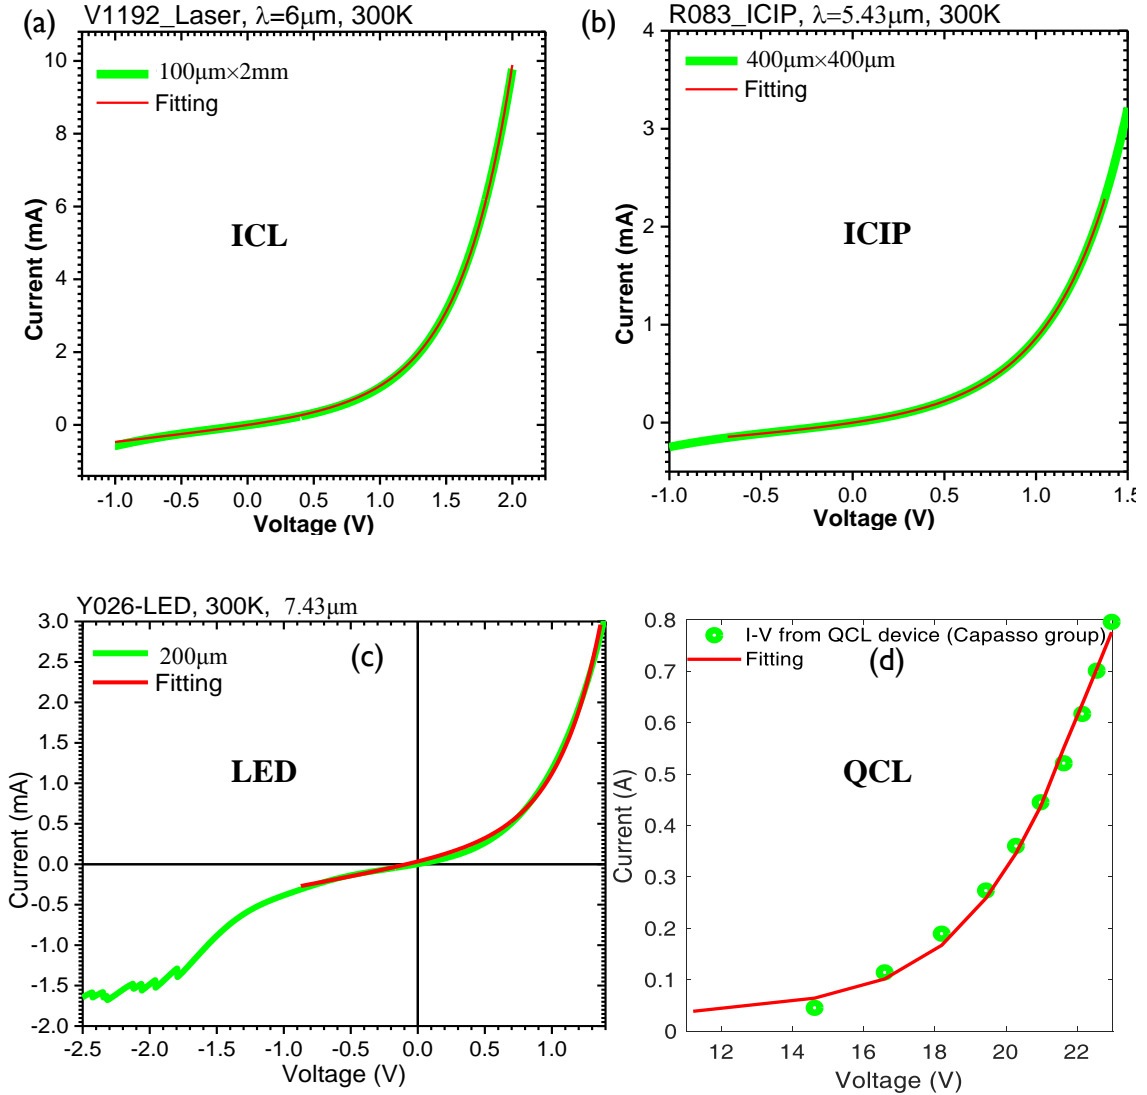 (a)
V1192_Laser, λ=6μm, 300K
100μm×2mm
Fitting
ICL
Current (mA)
10
8
6
4
2
0
-1.0 -0.5 0.0 0.5 1.0 1.5 2.0
Voltage (V)
(b)
R083_ICIP, λ=5.43μm, 300K
400μm×400μm
Fitting
ICIP
Current (mA)
4
3
2
1
0
-1.0 -0.5 0.0 0.5 1.0 1.5
Voltage (V)
Y026-LED, 300K, 7.43μm
200μm
Fitting
(c)
LED
Current (mA)
3.0
2.5
2.0
1.5
1.0
0.5
0.0
-0.5
-1.0
-1.5
-2.0
-2.5 -2.0 -1.5 -1.0 -0.5 0.0 0.5 1.0
Voltage (V)
I-V from QCL device (Capasso group)
Fitting
(d)
QCL
Current (A)
0.8
0.7
0.6
0.5
0.4
0.3
0.2
0.1
0
12 14 16 18 20 22
Voltage (V)